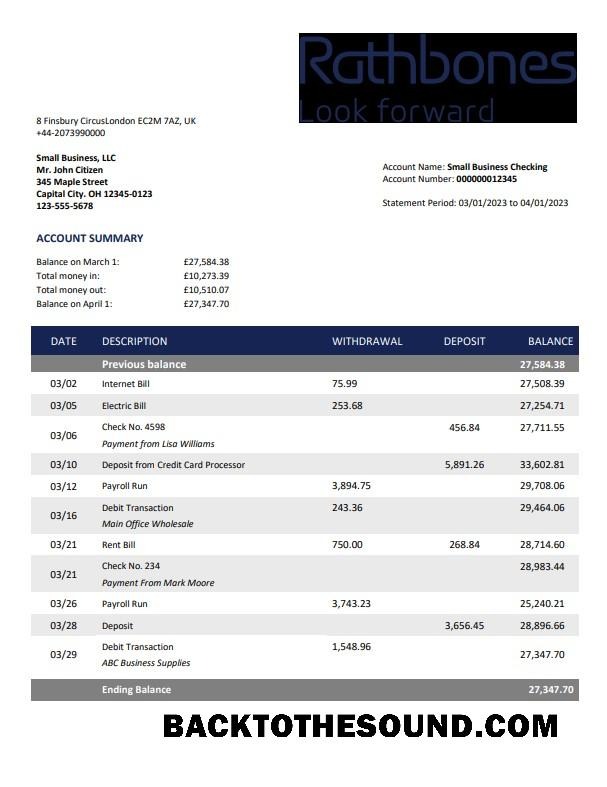 Rathbones
Look forward
8 Finsbury CircusLondon EC2M 7AZ, UK
+44-2073990000
Small Business, LLC
Mr. John Citizen
345 Maple Street
Capital City. OH 12345-0123
123-555-5678
Account Name: Small Business Checking
Account Number: 000000012345
Statement Period: 03/01/2023 to 04/01/2023
ACCOUNT SUMMARY
Balance on March 1: £27,584.38
Total money in: £10,273.39
Total money out: £10,510.07
Balance on April 1: £27,347.70
DATE DESCRIPTION WITHDRAWAL DEPOSIT BALANCE
Previous balance 27,584.38
03/02 Internet Bill 75.99 27,508.39
03/05 Electric Bill 253.68 27,254.71
03/06 Check No. 4598 456.84 27,711.55
Payment from Lisa Williams
03/10 Deposit from Credit Card Processor 5,891.26 33,602.81
03/12 Payroll Run 3,894.75 29,708.06
03/16 Debit Transaction 243.36 29,464.06
Main Office Wholesale
03/21 Rent Bill 750.00 268.84 28,714.60
03/21 Check No. 234 28,983.44
Payment From Mark Moore
03/26 Payroll Run 3,743.23 25,240.21
03/28 Deposit 3,656.45 28,896.66
03/29 Debit Transaction 1,548.96 27,347.70
ABC Business Supplies
Ending Balance 27,347.70
BACKTOTHESOUND.COM